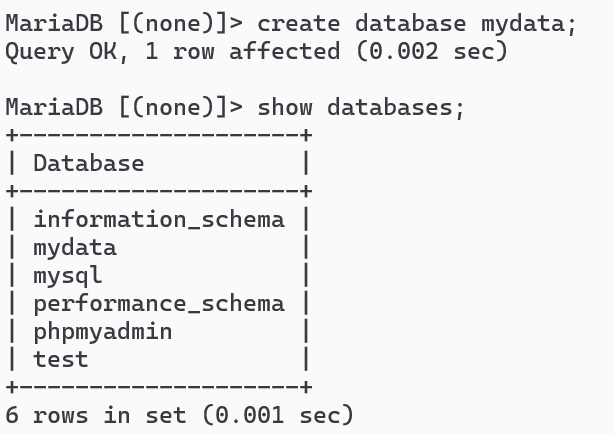 MariaDB [(none)]> create database mydata;
Query OK, 1 row affected (0.002 sec)

MariaDB [(none)]> show databases;
+--------------------+
| Database           |
+--------------------+
| information_schema |
| mydata             |
| mysql              |
| performance_schema |
| phpmyadmin         |
| test               |
+--------------------+
6 rows in set (0.001 sec)